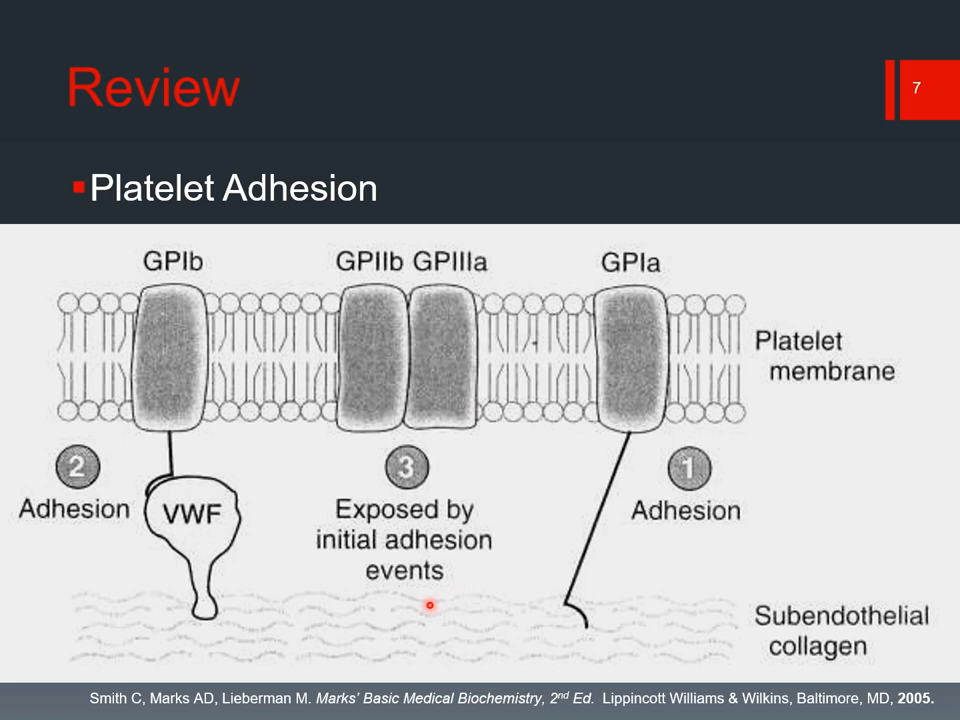 Review
7
Platelet Adhesion
GPIb
GPIIb GPIIIa
GPIa
Platelet
membrane
2
Adhesion
VWF
3
Exposed by
initial adhesion
events
1
Adhesion
Subendothelial
collagen
Smith C, Marks AD, Lieberman M. Marks’ Basic Medical Biochemistry, 2nd Ed. Lippincott Williams & Wilkins, Baltimore, MD, 2005.